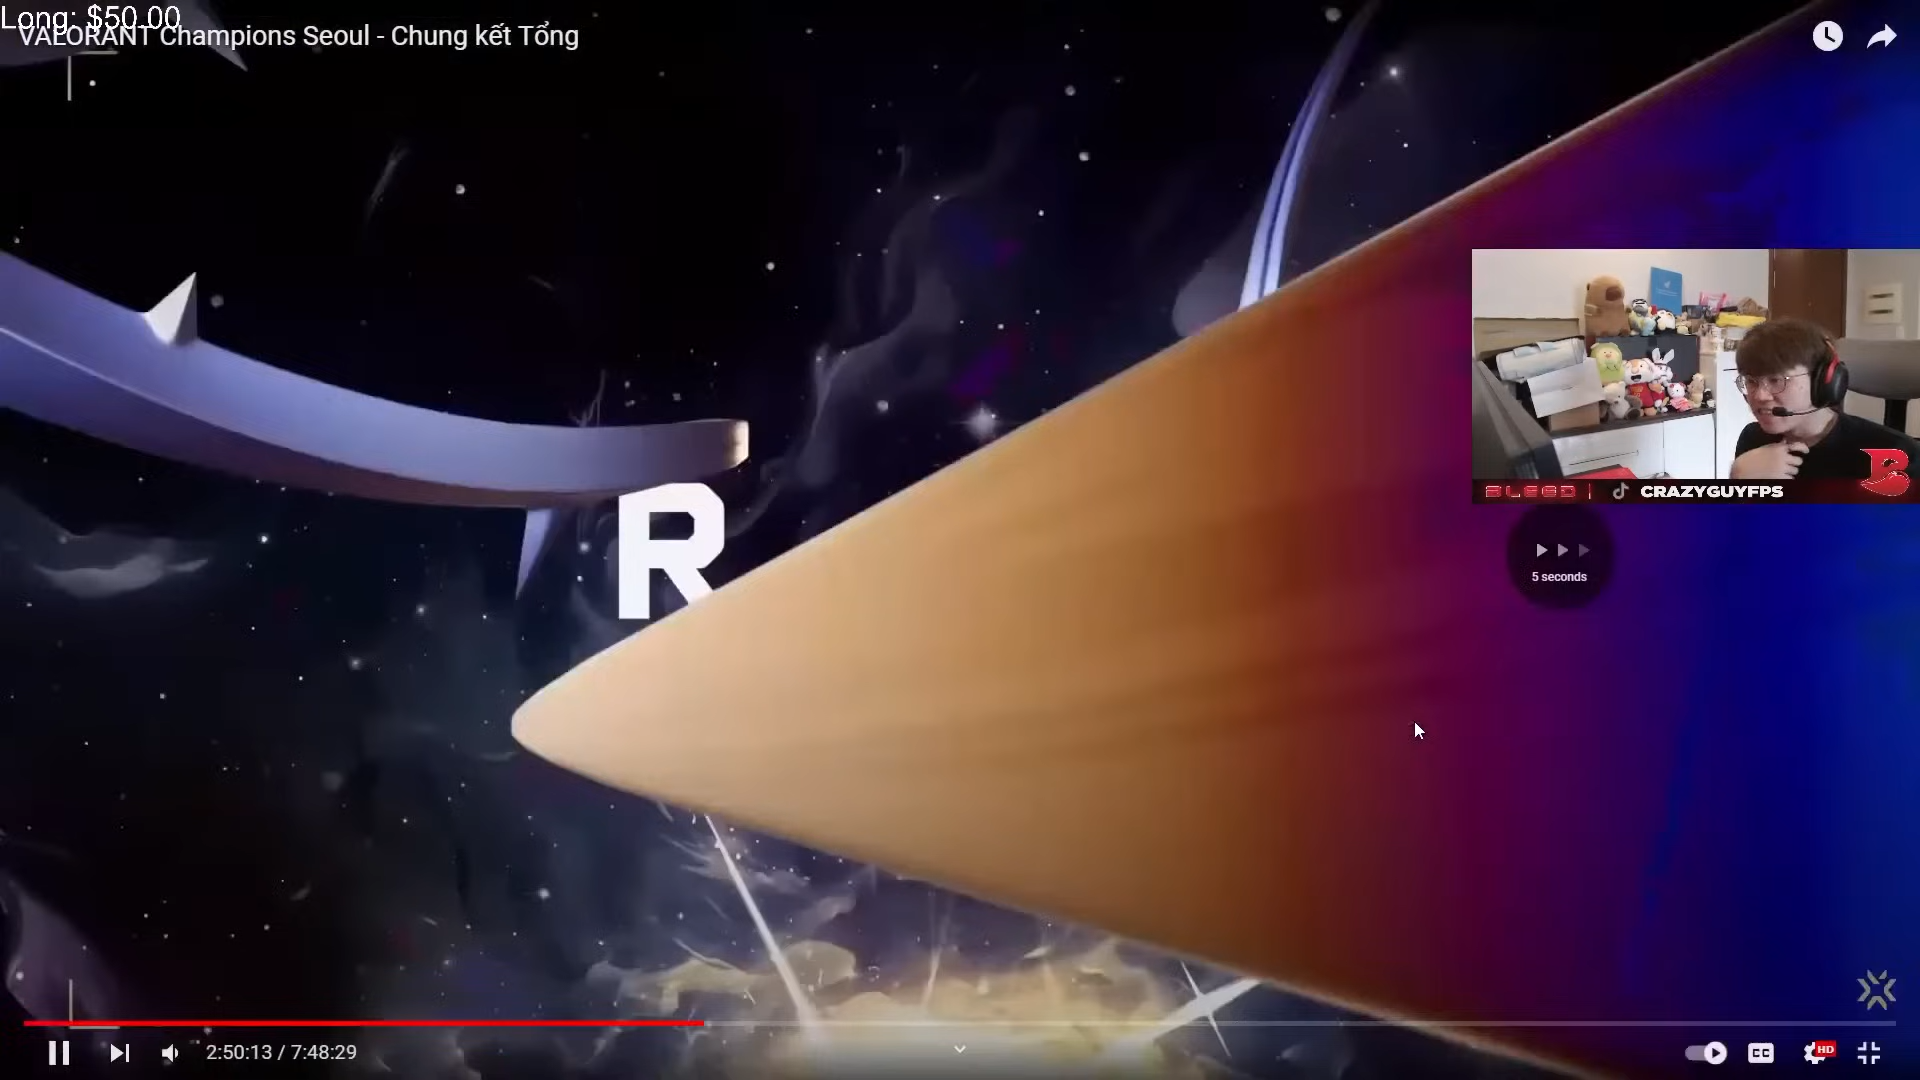 Long: $50.00
VALORANT Champions Seoul - Chung kết Tổng
R
BLEED | CRAZYGUYFPS
5 seconds
2:50:13 / 7:48:29
CC
HD